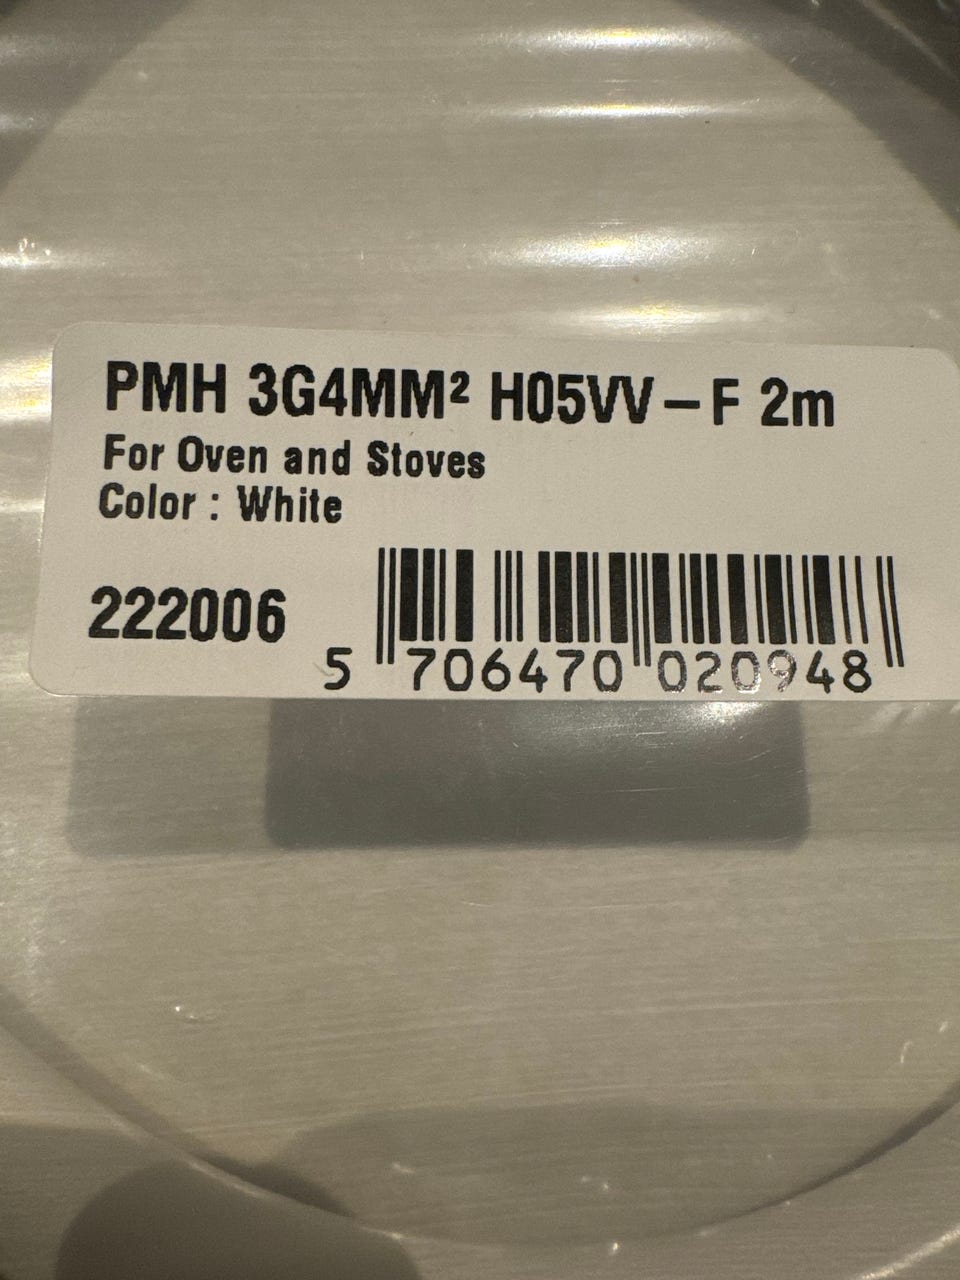 PMH 3G4MM² H05VV-F 2m
For Oven and Stoves
Color : White
222006
5 706470 020948